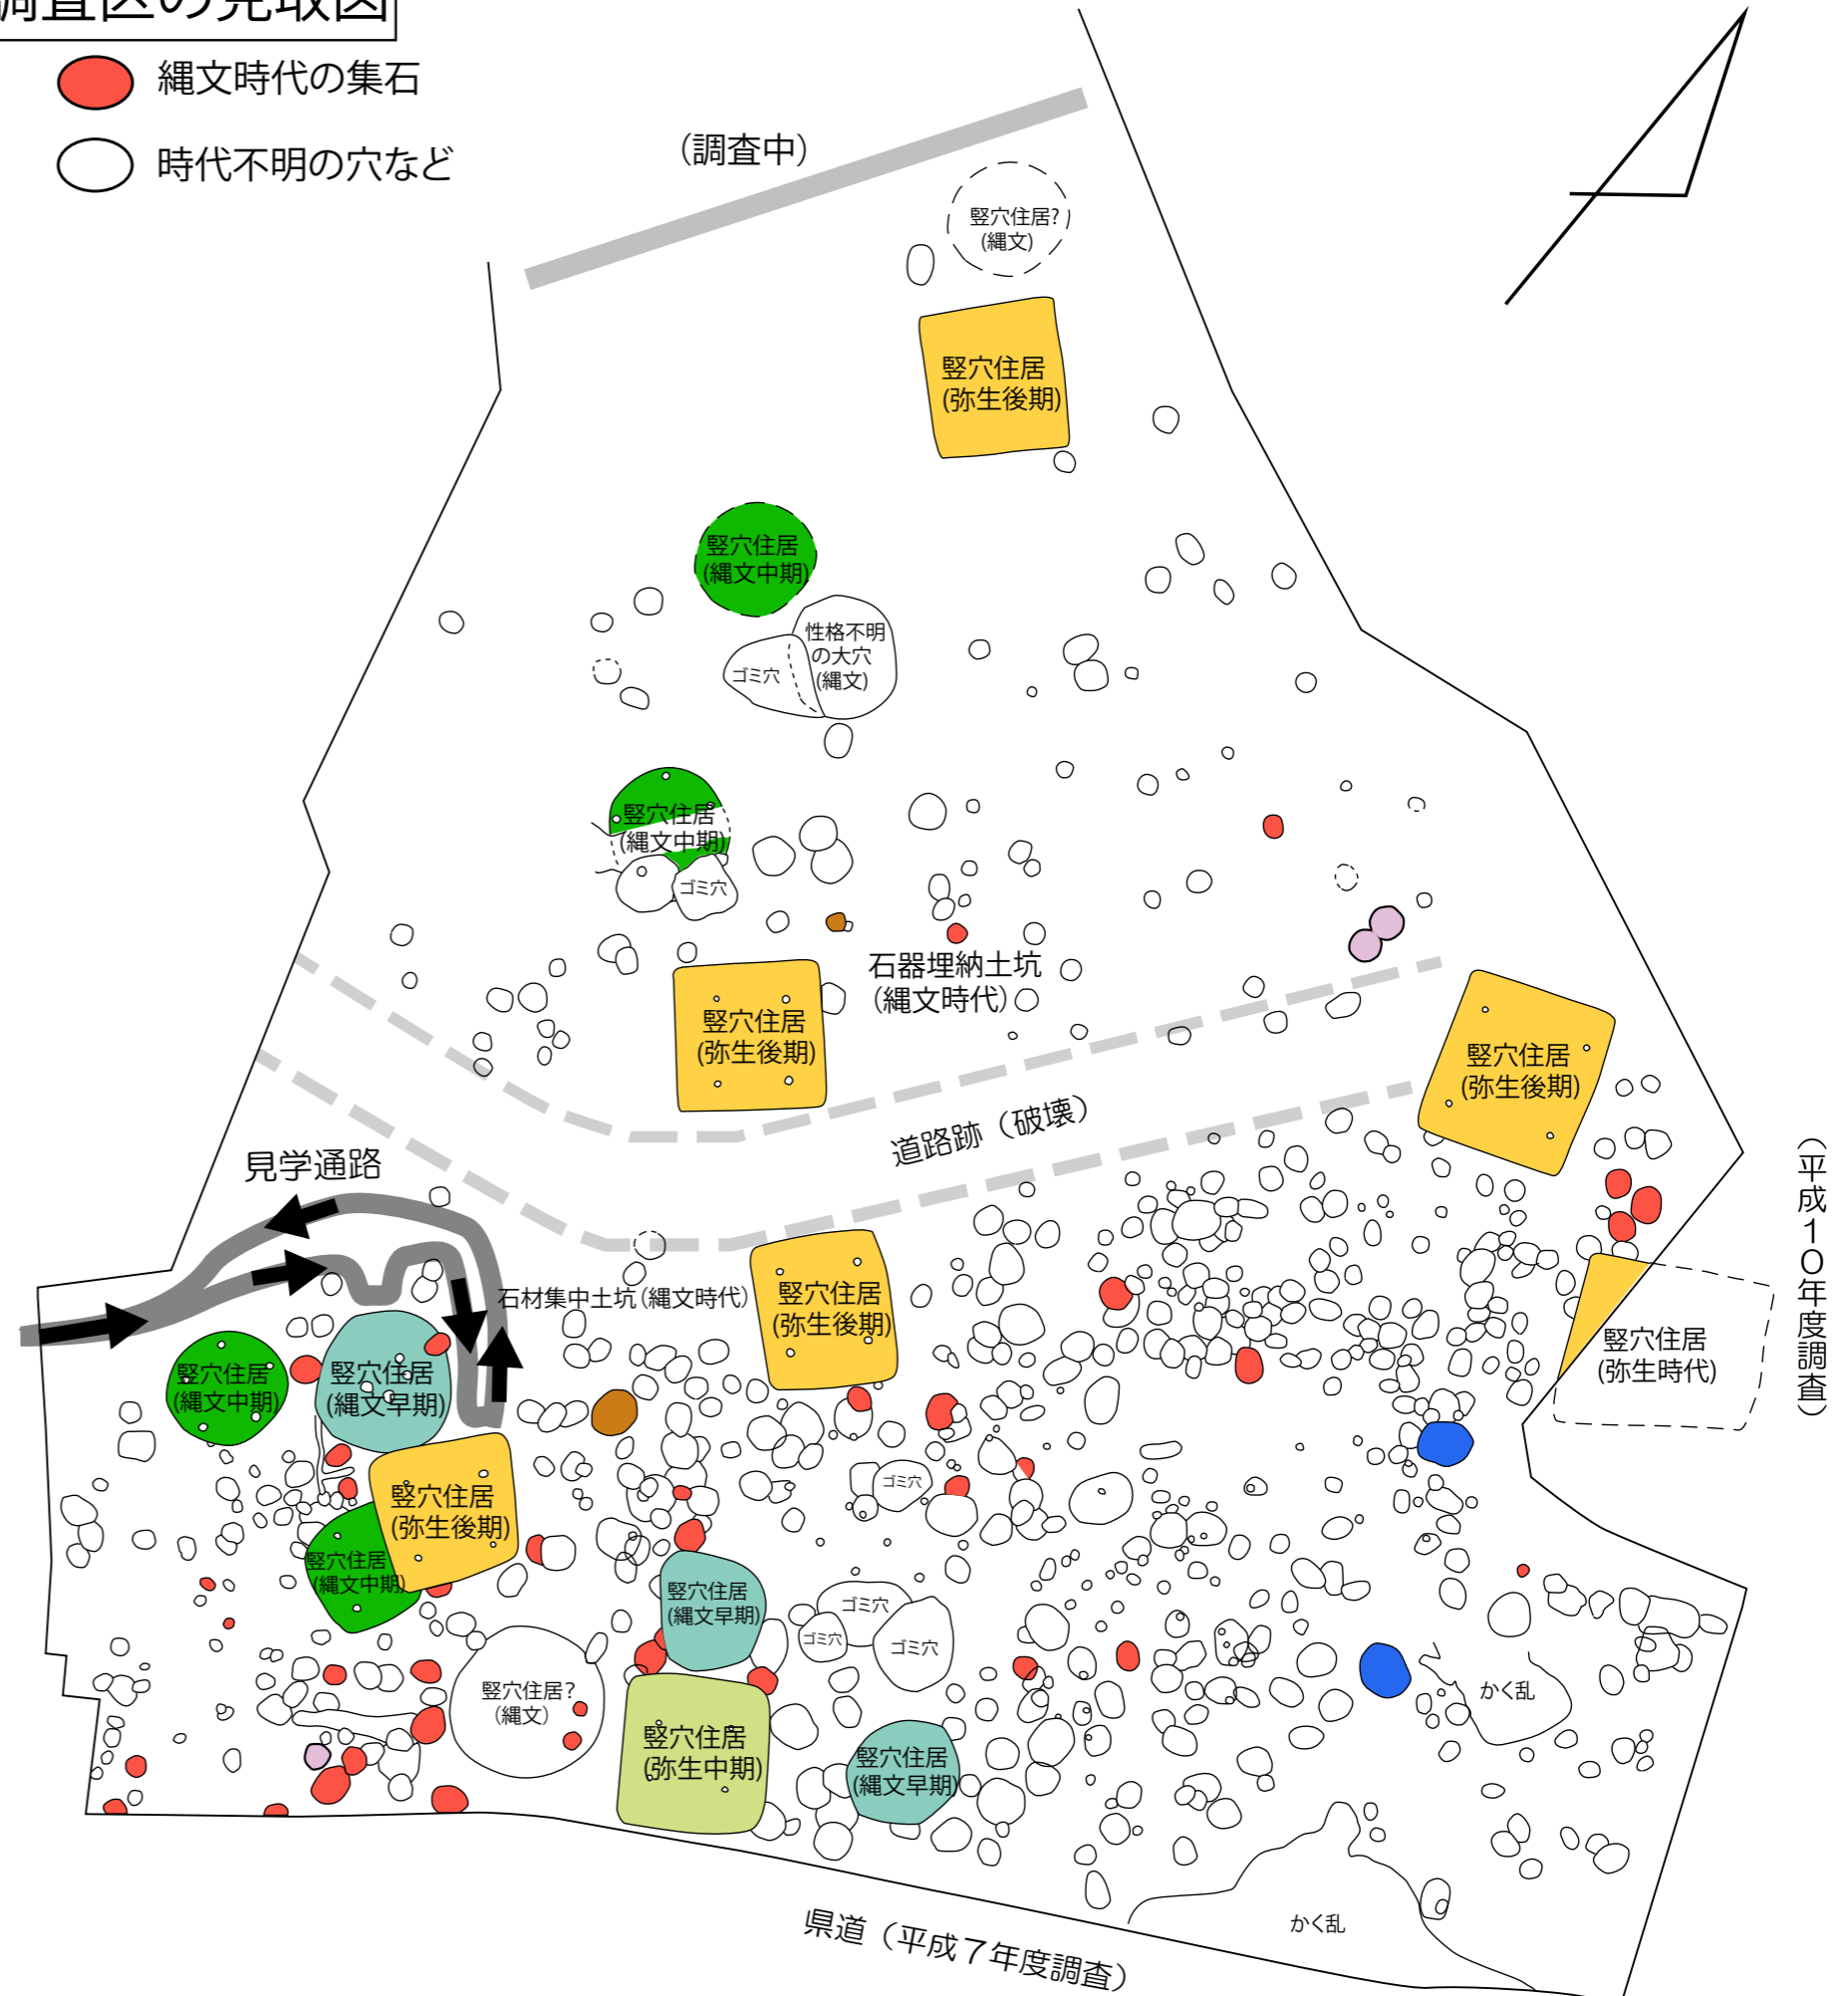 調査区の見取図
縄文時代の集石
時代不明の穴など
(調査中)
竪穴住居?
(縄文)
竪穴住居
(弥生後期)
竪穴住居
(縄文中期)
性格不明
の大穴
(縄文)
ゴミ穴
竪穴住居
(縄文中期)
ゴミ穴
石器埋納土坑
(縄文時代)
竪穴住居
(弥生後期)
竪穴住居
(弥生後期)
道路跡（破壊）
見学通路
石材集中土坑(縄文時代)
竪穴住居
(弥生後期)
竪穴住居
(弥生時代)
（平成１０年度調査）
竪穴住居
(縄文中期)
竪穴住居
(縄文早期)
竪穴住居
(弥生後期)
竪穴住居
(縄文中期)
ゴミ穴
竪穴住居
(縄文早期)
ゴミ穴
ゴミ穴
ゴミ穴
竪穴住居?
(縄文)
竪穴住居
(弥生中期)
竪穴住居
(縄文早期)
かく乱
かく乱
県道（平成７年度調査）